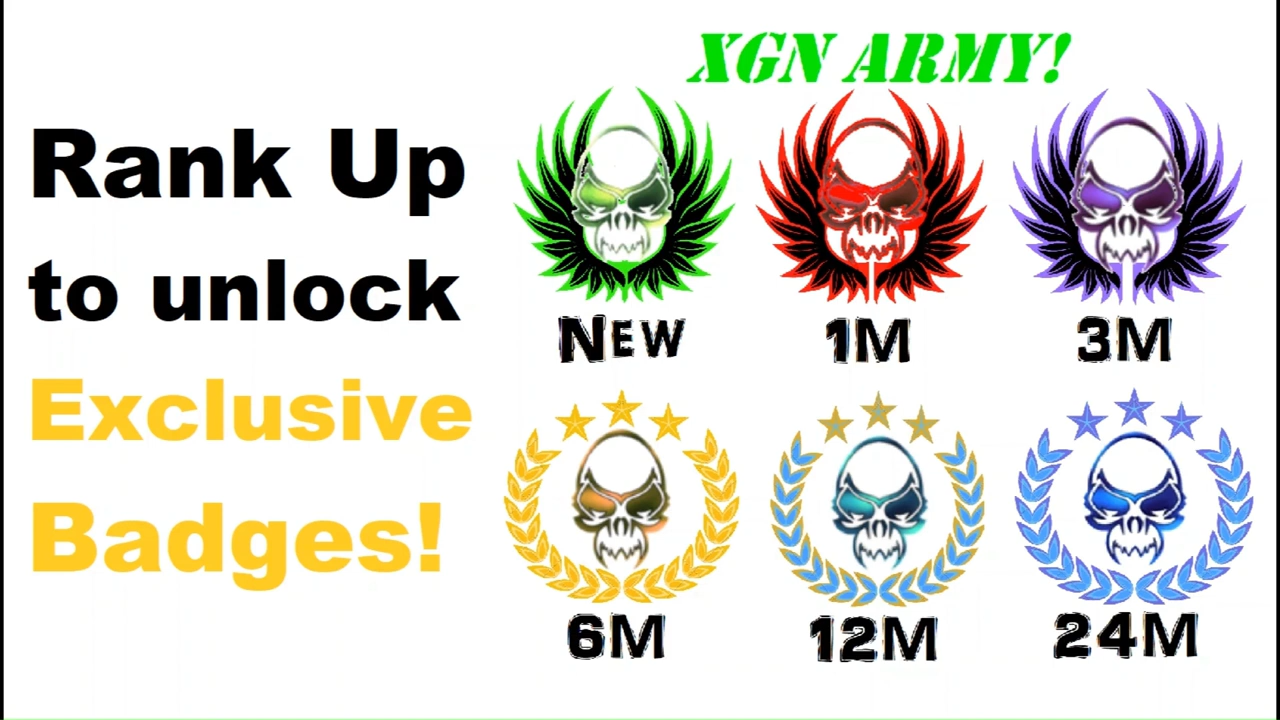 Rank Up
to unlock
Exclusive
Badges!
XGN ARMY!
NEW
1M
3M
6M
12M
24M